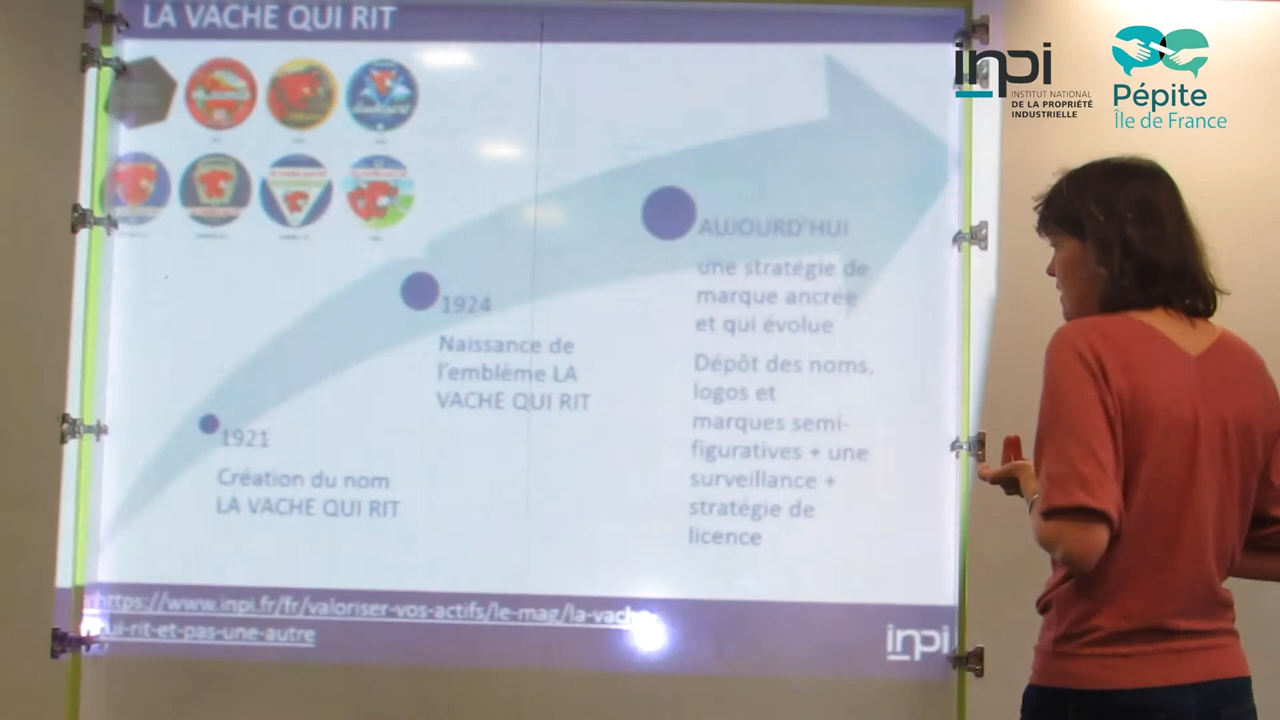 LA VACHE QUI RIT
inpi
INSTITUT NATIONAL
DE LA PROPRIÉTÉ
INDUSTRIELLE
Pépite
Île de France
1921
Création du nom
LA VACHE QUI RIT
1924
Naissance de
l'emblème LA
VACHE QUI RIT
AUJOURD'HUI
une stratégie de
marque ancrée
et qui évolue
Dépôt des noms,
logos et
marques semi-
figuratives + une
surveillance +
stratégie de
licence
https://www.inpi.fr/fr/valoriser-vos-actifs/le-mag/la-vache-
qui-rit-et-pas-une-autre
inpi